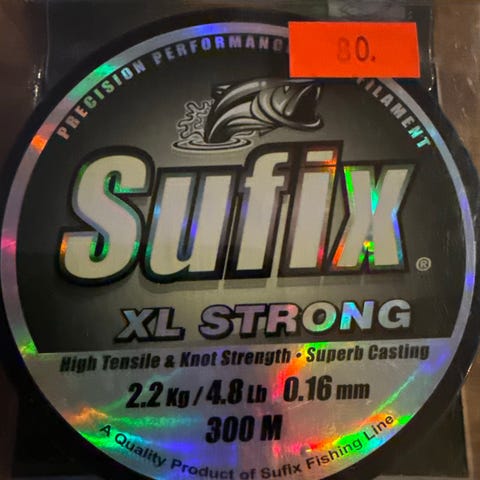 PRECISION PERFORMANC
FILAMENT
80.
Sufix®
XL STRONG
High Tensile & Knot Strength • Superb Casting
2.2 Kg / 4.8 Lb 0.16 mm
300 M
A Quality Product of Sufix Fishing Line